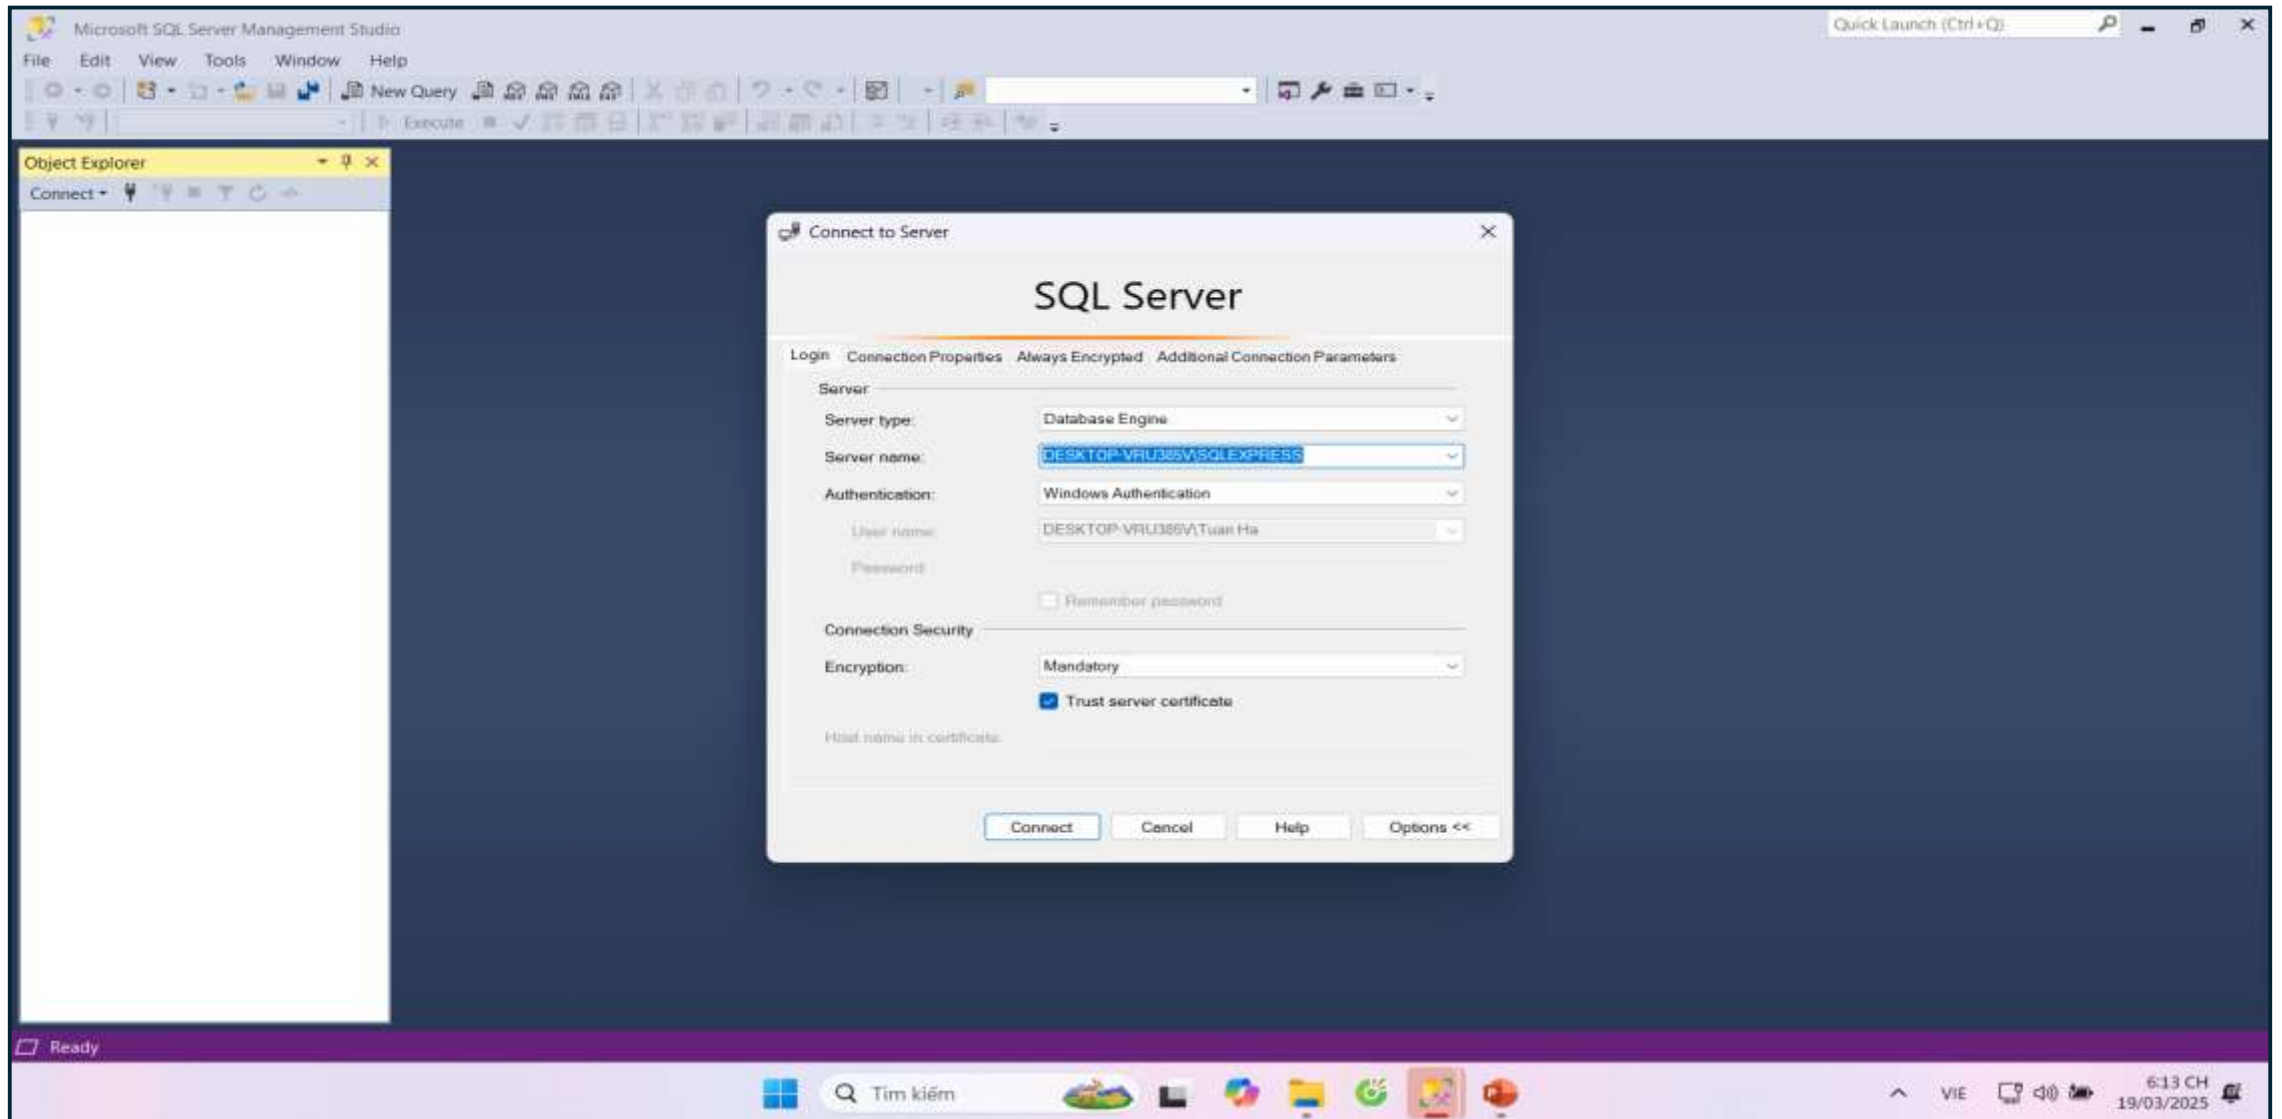 Microsoft SQL Server Management Studio
Quick Launch (Ctrl+Q)
File Edit View Tools Window Help
New Query
Execute
Object Explorer
Connect
Connect to Server
SQL Server
Login Connection Properties Always Encrypted Additional Connection Parameters
Server
Server type: Database Engine
Server name: DESKTOP-VRU385V\SQLEXPRESS
Authentication: Windows Authentication
User name: DESKTOP-VRU385V\Tuan Ha
Password:
Remember password
Connection Security
Encryption: Mandatory
Trust server certificate
Host name in certificate:
Connect Cancel Help Options <<
Ready
Tìm kiếm
VIE
6:13 CH
19/03/2025